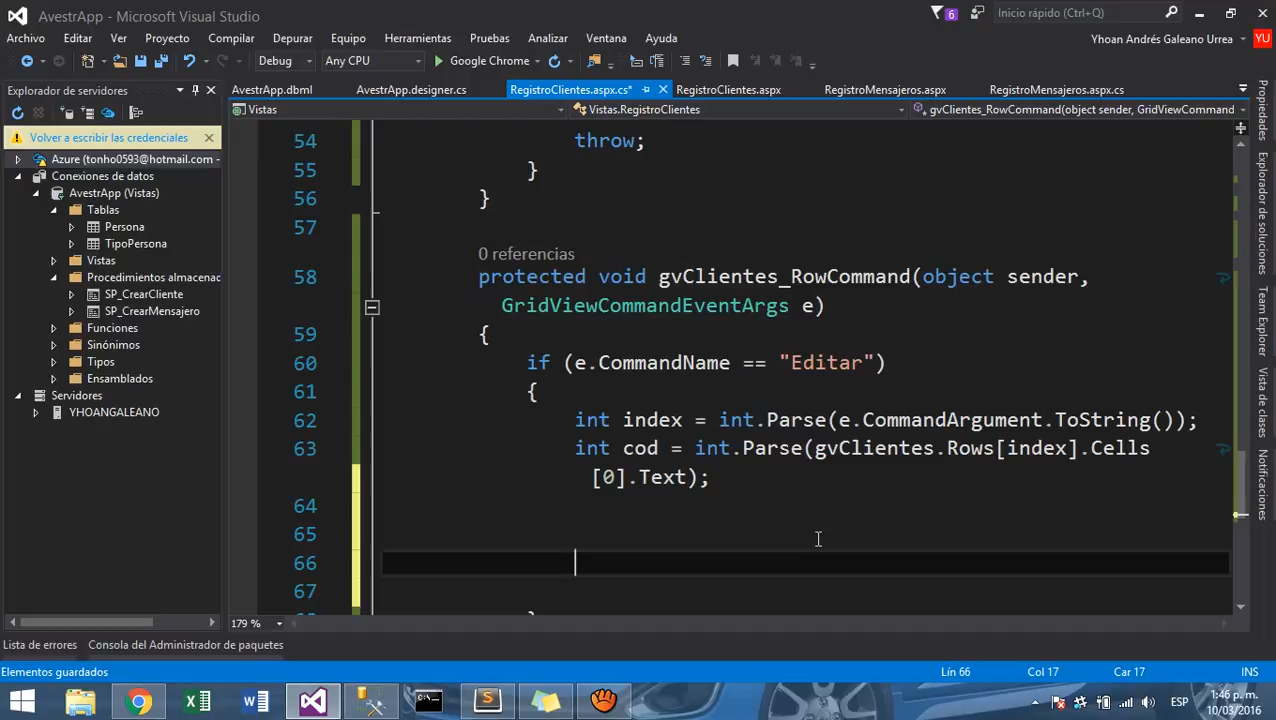 AvestrApp - Microsoft Visual Studio
6
Inicio rápido (Ctrl+Q)
Archivo Editar Ver Proyecto Compilar Depurar Equipo Herramientas Pruebas Analizar Ventana Ayuda
Yhoan Andrés Galeano Urrea
YU
Debug Any CPU Google Chrome
Explorador de servidores
AvestrApp.dbml AvestrApp.designer.cs RegistroClientes.aspx.cs* RegistroClientes.aspx RegistroMensajeros.aspx RegistroMensajeros.aspx.cs
Vistas Vistas.RegistroClientes gvClientes_RowCommand(object sender, GridViewCommand
Volver a escribir las credenciales
Azure (tonho0593@hotmail.com -
Conexiones de datos
AvestrApp (Vistas)
Tablas
Persona
TipoPersona
Vistas
Procedimientos almacenad
SP_CrearCliente
SP_CrearMensajero
Funciones
Sinónimos
Tipos
Ensamblados
Servidores
YHOANGALEANO
54 throw;
55 }
56 }
57
0 referencias
58 protected void gvClientes_RowCommand(object sender,
GridViewCommandEventArgs e)
59 {
60 if (e.CommandName == "Editar")
61 {
62 int index = int.Parse(e.CommandArgument.ToString());
63 int cod = int.Parse(gvClientes.Rows[index].Cells
[0].Text);
64
65
66
67
}
Propiedades
Explorador de soluciones
Team Explorer
Vista de clases
Notificaciones
179 %
Lista de errores Consola del Administrador de paquetes
Elementos guardados Lín 66 Col 17 Car 17 INS
ESP
1:46 p. m.
10/03/2016